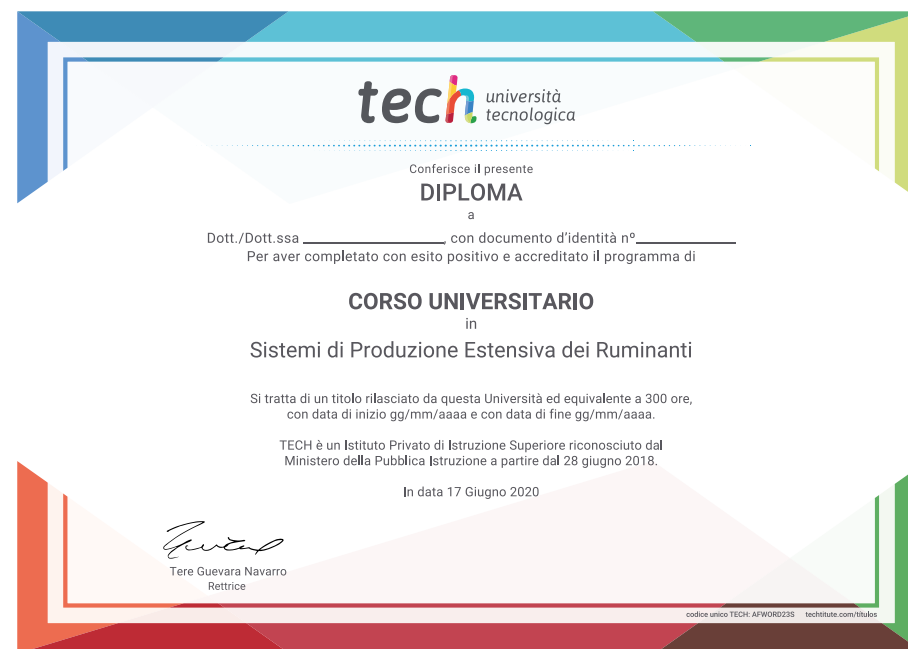 tech università
tecnologica
Conferisce il presente
DIPLOMA
a
Dott./Dott.ssa ____________________, con documento d'identità nº______________
Per aver completato con esito positivo e accreditato il programma di
CORSO UNIVERSITARIO
in
Sistemi di Produzione Estensiva dei Ruminanti
Si tratta di un titolo rilasciato da questa Università ed equivalente a 300 ore,
con data di inizio gg/mm/aaaa e con data di fine gg/mm/aaaa.
TECH è un Istituto Privato di Istruzione Superiore riconosciuto dal
Ministero della Pubblica Istruzione a partire dal 28 giugno 2018.
In data 17 Giugno 2020
Tere Guevara Navarro
Rettrice
codice unico TECH: AFWORD23S techtitute.com/titulos